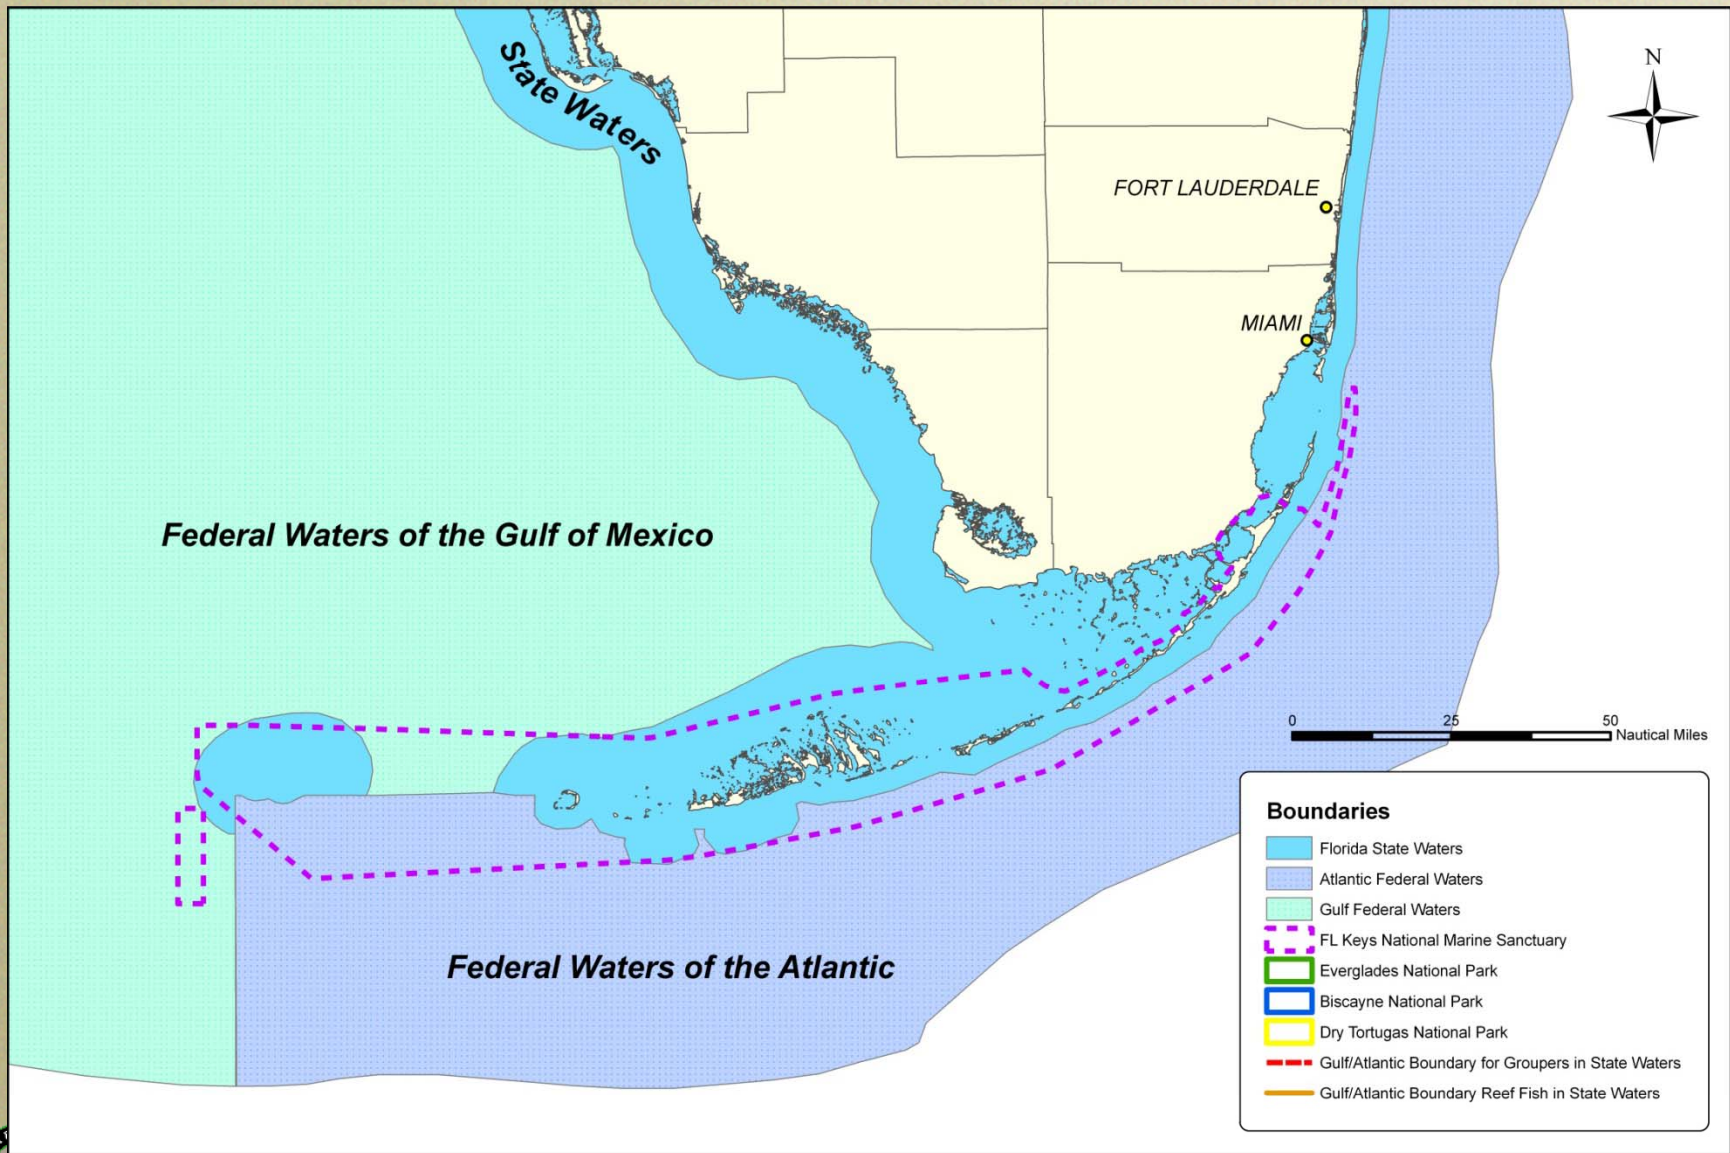 State Waters
N
FORT LAUDERDALE
MIAMI
Federal Waters of the Gulf of Mexico
0 25 50
Nautical Miles
Federal Waters of the Atlantic
Boundaries
Florida State Waters
Atlantic Federal Waters
Gulf Federal Waters
FL Keys National Marine Sanctuary
Everglades National Park
Biscayne National Park
Dry Tortugas National Park
Gulf/Atlantic Boundary for Groupers in State Waters
Gulf/Atlantic Boundary Reef Fish in State Waters